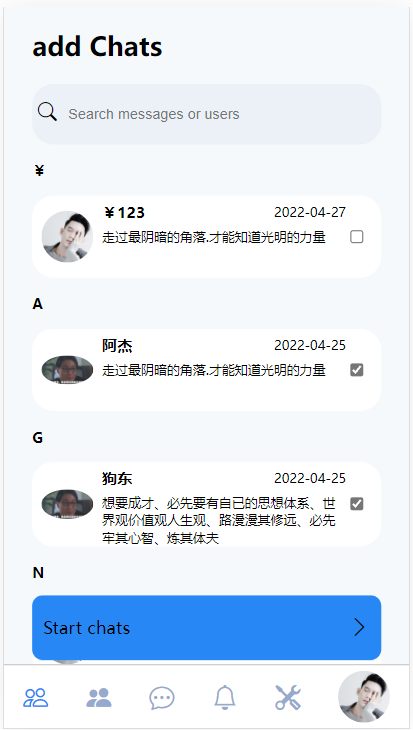 add Chats
Search messages or users
￥
￥123 2022-04-27
走过最阴暗的角落.才能知道光明的力量
A
阿杰 2022-04-25
走过最阴暗的角落.才能知道光明的力量
G
狗东 2022-04-25
想要成才、必先要有自已的思想体系、世
界观价值观人生观、路漫漫其修远、必先
牢其心智、炼其体夫
N
Start chats